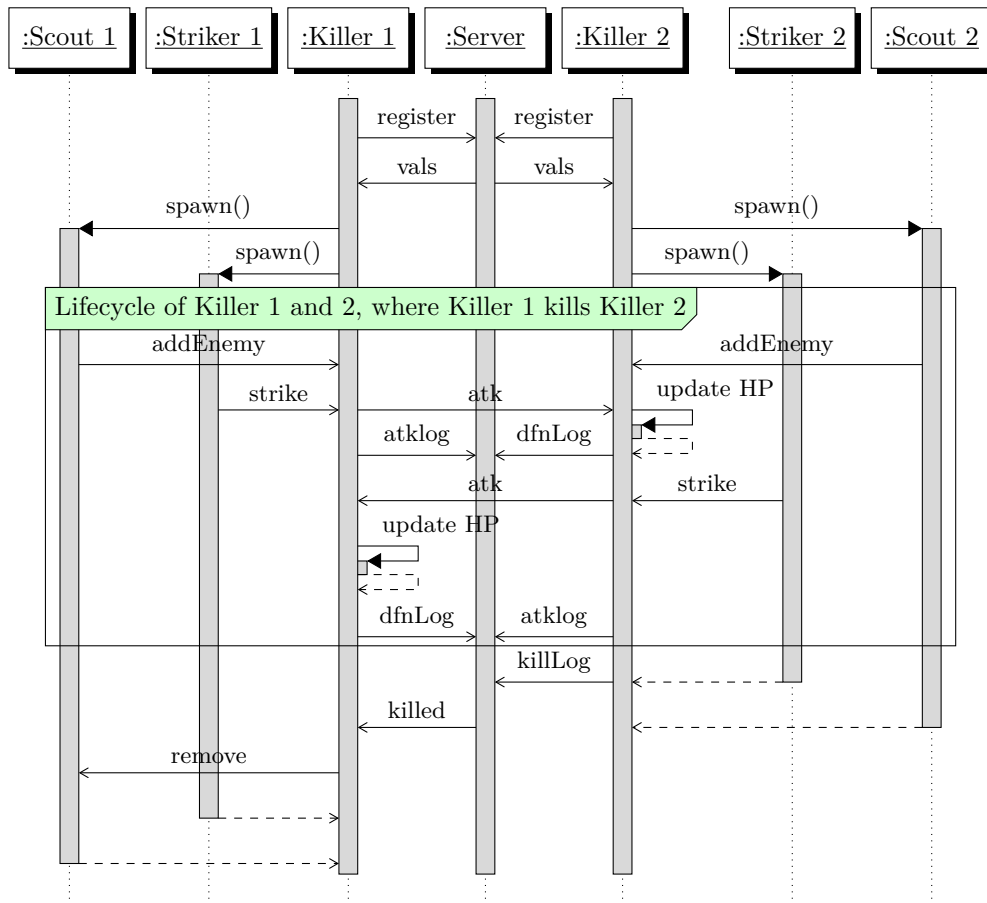 :Scout 1
:Striker 1
:Killer 1
:Server
:Killer 2
:Striker 2
:Scout 2
register
register
vals
vals
spawn()
spawn()
spawn()
spawn()
Lifecycle of Killer 1 and 2, where Killer 1 kills Killer 2
addEnemy
addEnemy
update HP
strike
atk
atklog
dfnLog
atk
strike
update HP
dfnLog
atklog
killLog
killed
remove